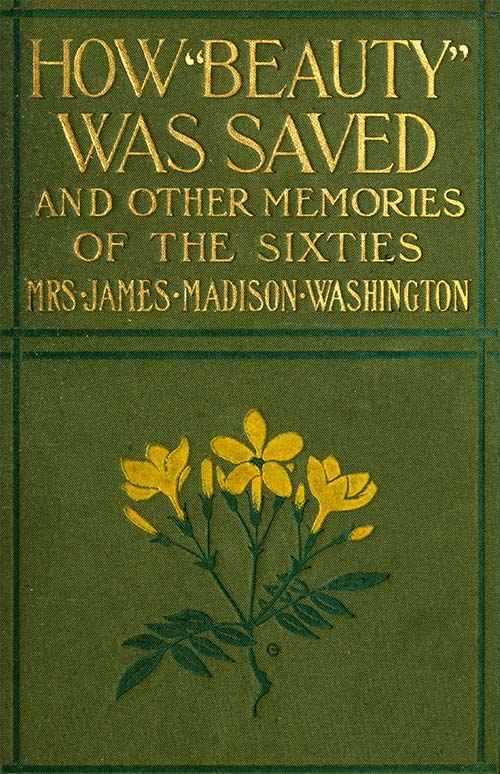 HOW "BEAUTY"
WAS SAVED
AND OTHER MEMORIES
OF THE SIXTIES
MRS·JAMES·MADISON·WASHINGTON
G